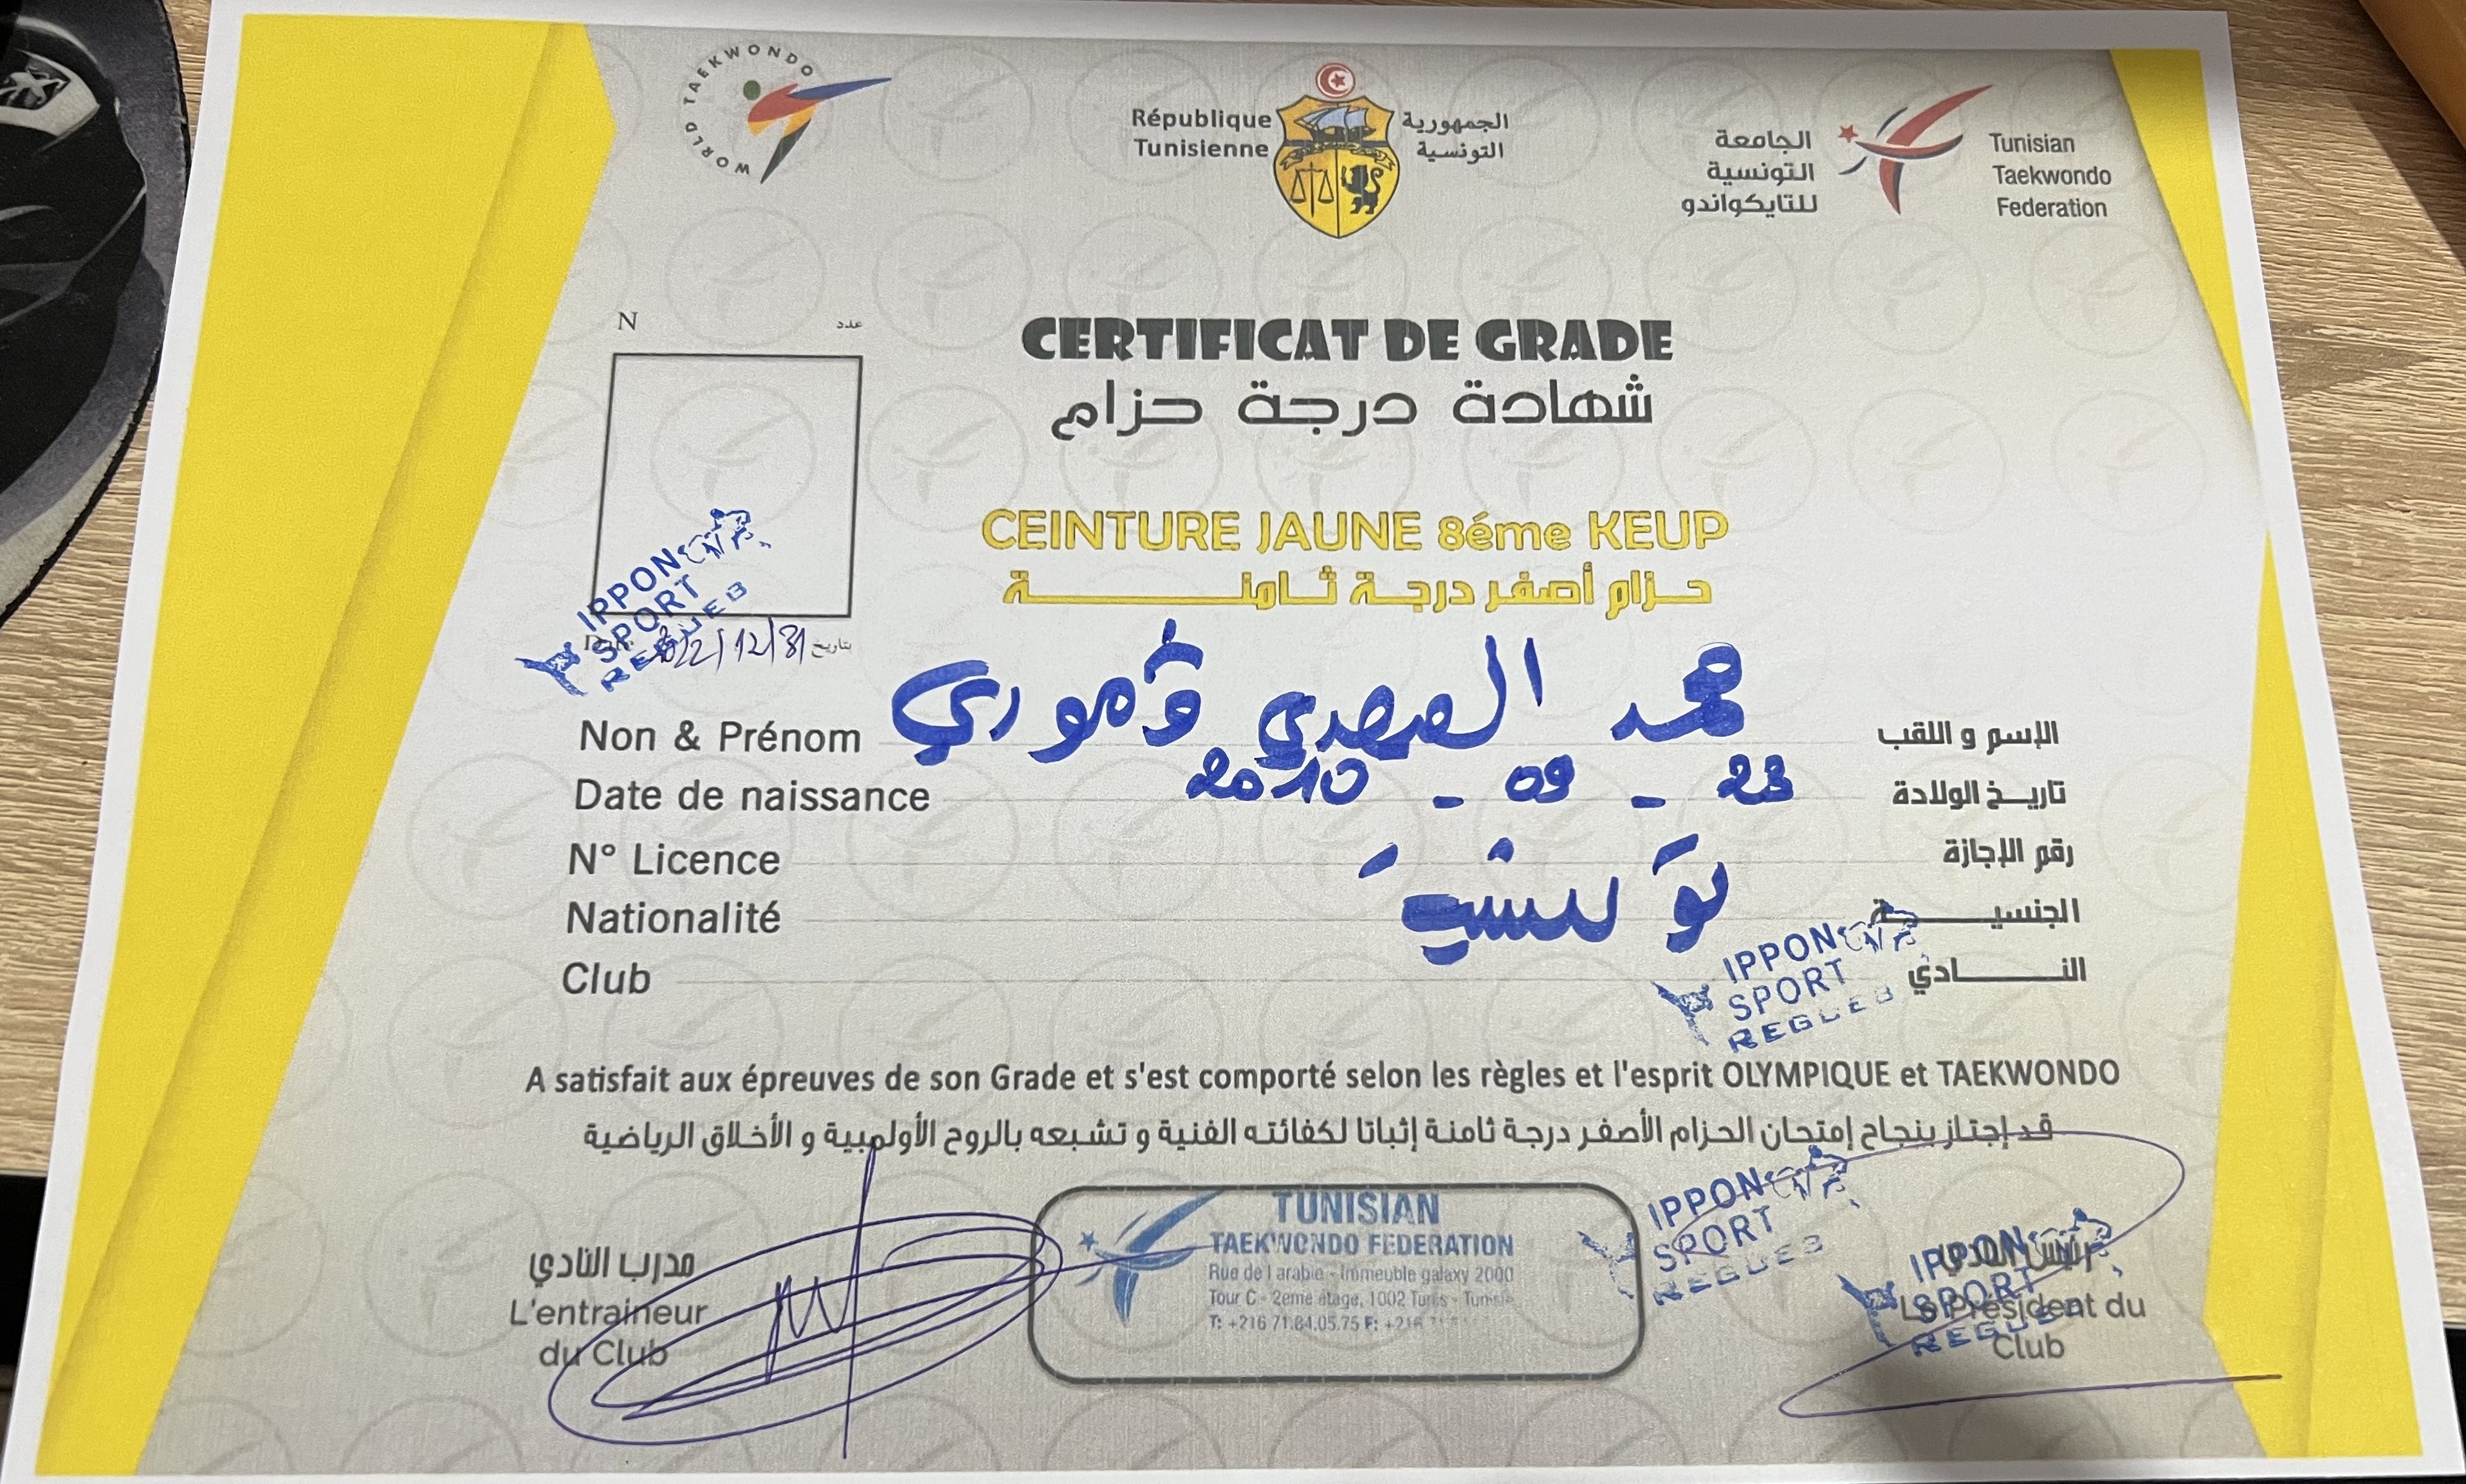 WORLD TAEKWONDO
République
Tunisienne
الجمهورية
التونسية
الجامعة
التونسية
للتايكواندو
Tunisian
Taekwondo
Federation
N عدد
CERTIFICAT DE GRADE
شهادة درجة حزام
CEINTURE JAUNE 8éme KEUP
حزام أصفر درجة ثامنة
IPPON
SPORT
REGUEB
بتاريخ 2022/12/31
Non & Prénom محمد المهدي قموري الإسم و اللقب
Date de naissance 2010 - 09 - 23 تاريخ الولادة
N° Licence رقم الإجازة
Nationalité تونسية الجنسية
Club النادي
IPPON
SPORT
REGUEB
A satisfait aux épreuves de son Grade et s'est comporté selon les règles et l'esprit OLYMPIQUE et TAEKWONDO
قد إجتاز بنجاح إمتحان الحزام الأصفر درجة ثامنة إثباتا لكفائته الفنية و تشبعه بالروح الأولمبية و الأخلاق الرياضية
مدرب النادي
L'entraineur
du Club
TUNISIAN
TAEKWONDO FEDERATION
Rue de l arabie - Immeuble galaxy 2000
Tour C - 2eme étage, 1002 Tunis - Tunisie
T: +216 71.84.05.75 F: +216
IPPON
SPORT
REGUEB
رئيس النادي
Le Président du
Club
IPPON
SPORT
REGUEB